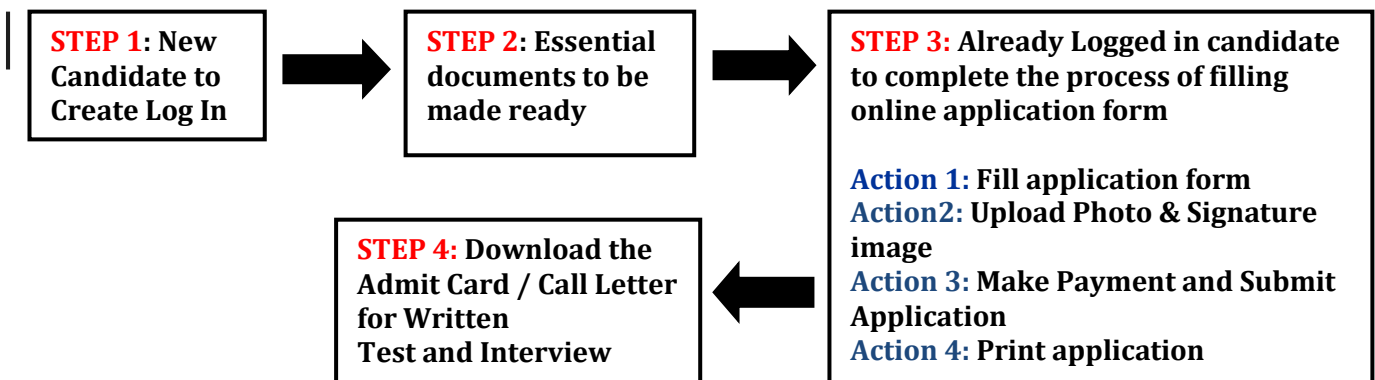 STEP 1: New
Candidate to
Create Log In
STEP 2: Essential
documents to be
made ready
STEP 3: Already Logged in candidate
to complete the process of filling
online application form
Action 1: Fill application form
Action2: Upload Photo & Signature
image
Action 3: Make Payment and Submit
Application
Action 4: Print application
STEP 4: Download the
Admit Card / Call Letter
for Written
Test and Interview